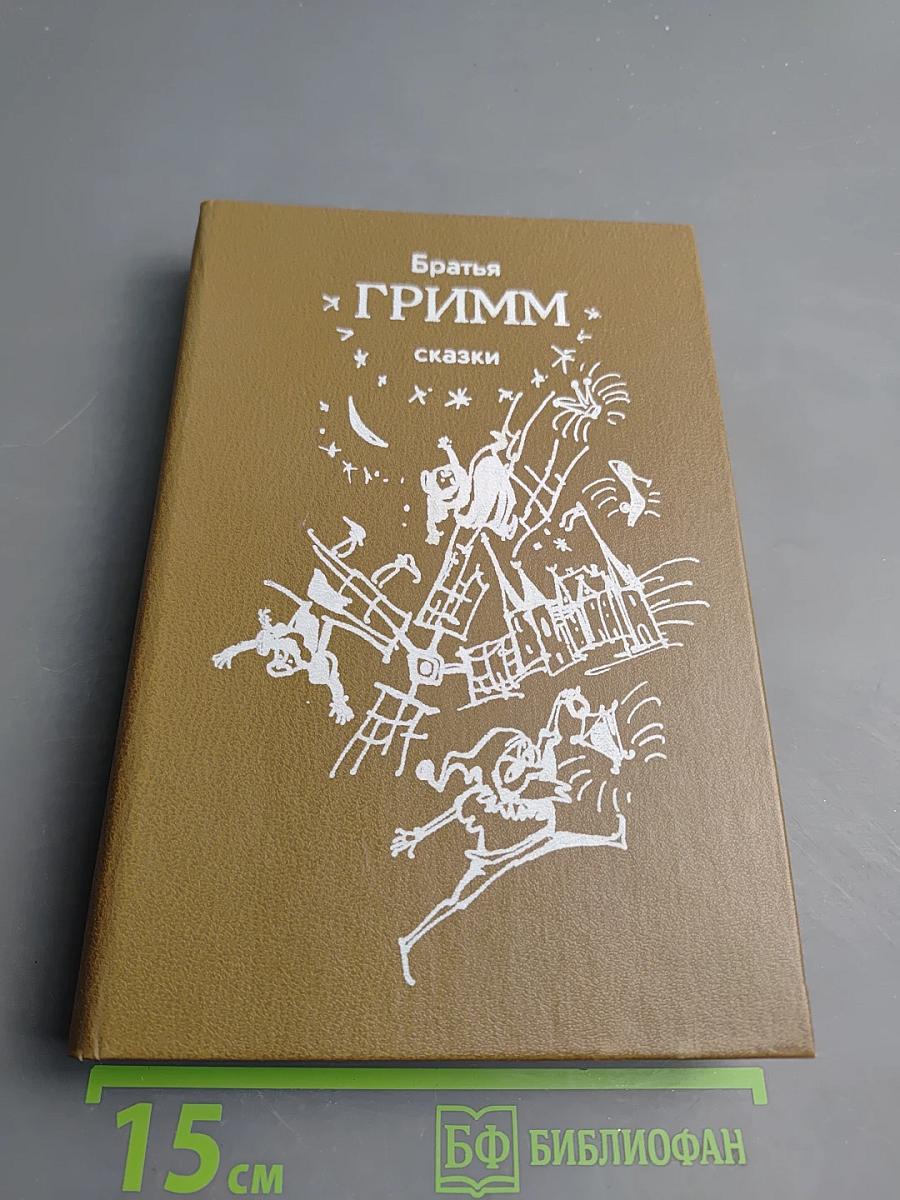 Братья
ГРИММ
сказки
15 см
БФ БИБЛИОФАН